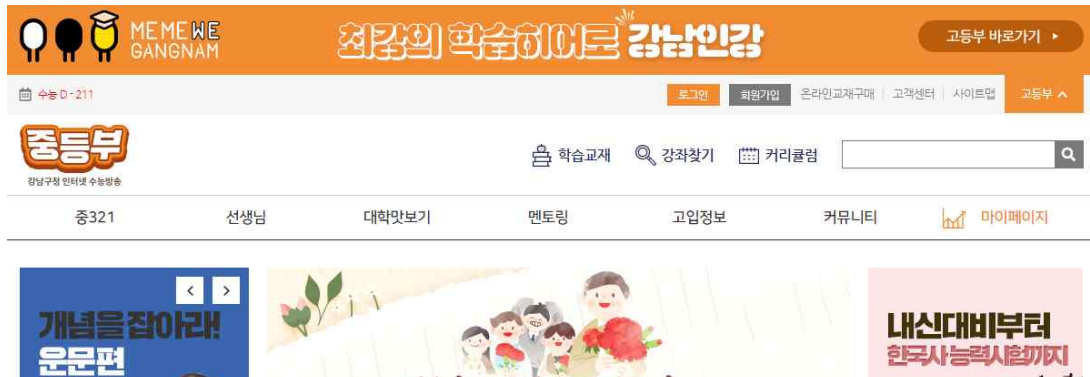 MEMEWE
GANGNAM
최강의 학습히어로 강남인강
고등부 바로가기
수능 D-211
로그인
회원가입
온라인교재구매
고객센터
사이트맵
고등부
중등부
강남구청 인터넷 수능방송
학습교재
강좌찾기
커리큘럼
중321
선생님
대학맛보기
멘토링
고입정보
커뮤니티
마이페이지
개념을 잡아라!
운문편
내신대비부터
한국사능력시험까지